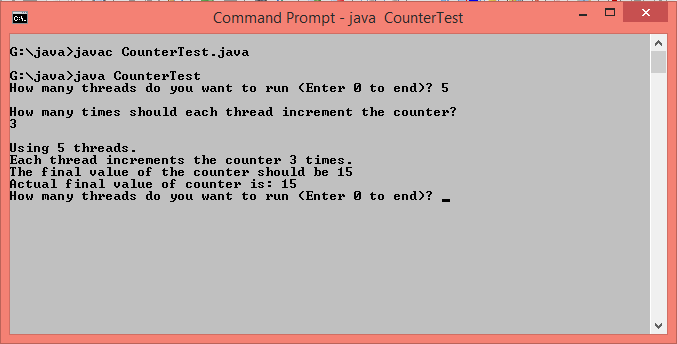 Command Prompt - java CounterTest
G:\java>javac CounterTest.java
G:\java>java CounterTest
How many threads do you want to run (Enter 0 to end)? 5
How many times should each thread increment the counter?
3
Using 5 threads.
Each thread increments the counter 3 times.
The final value of the counter should be 15
Actual final value of counter is: 15
How many threads do you want to run (Enter 0 to end)?